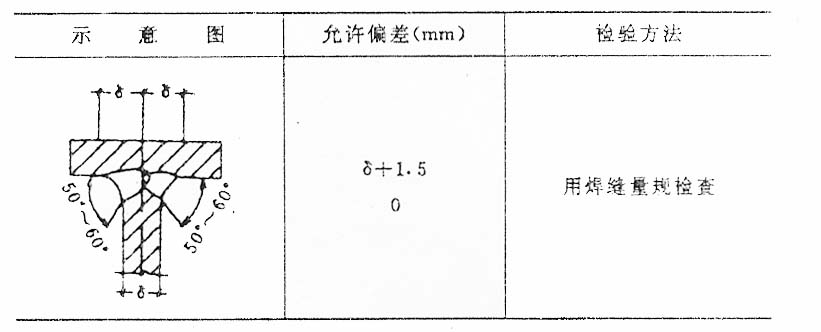 示意图 允许偏差(mm) 检验方法
δ δ
δ+1.5
0
用焊缝量规检查
50°~60° 50°~60°
δ